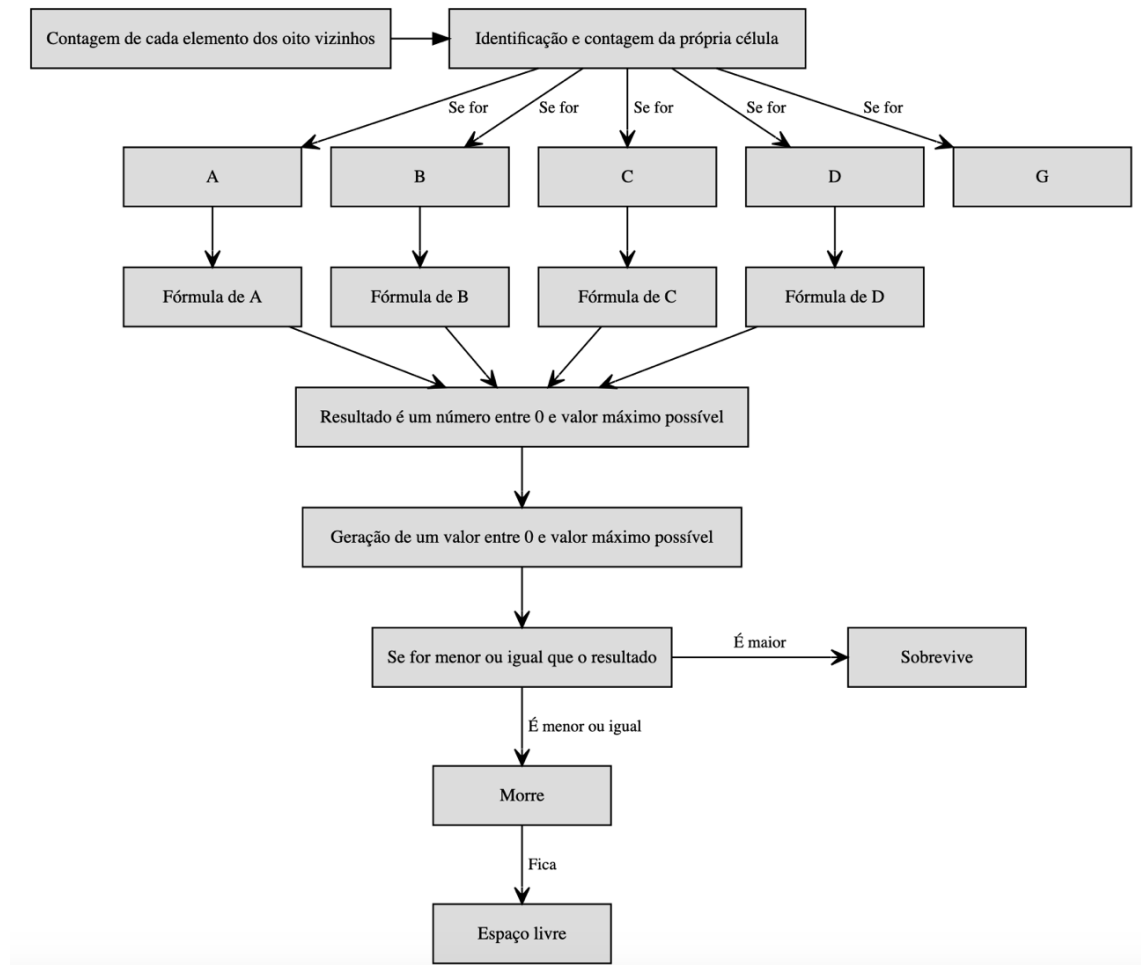 Contagem de cada elemento dos oito vizinhos
Identificação e contagem da própria célula
Se for
Se for
Se for
Se for
Se for
A
B
C
D
G
Fórmula de A
Fórmula de B
Fórmula de C
Fórmula de D
Resultado é um número entre 0 e valor máximo possível
Geração de um valor entre 0 e valor máximo possível
Se for menor ou igual que o resultado
É maior
Sobrevive
É menor ou igual
Morre
Fica
Espaço livre